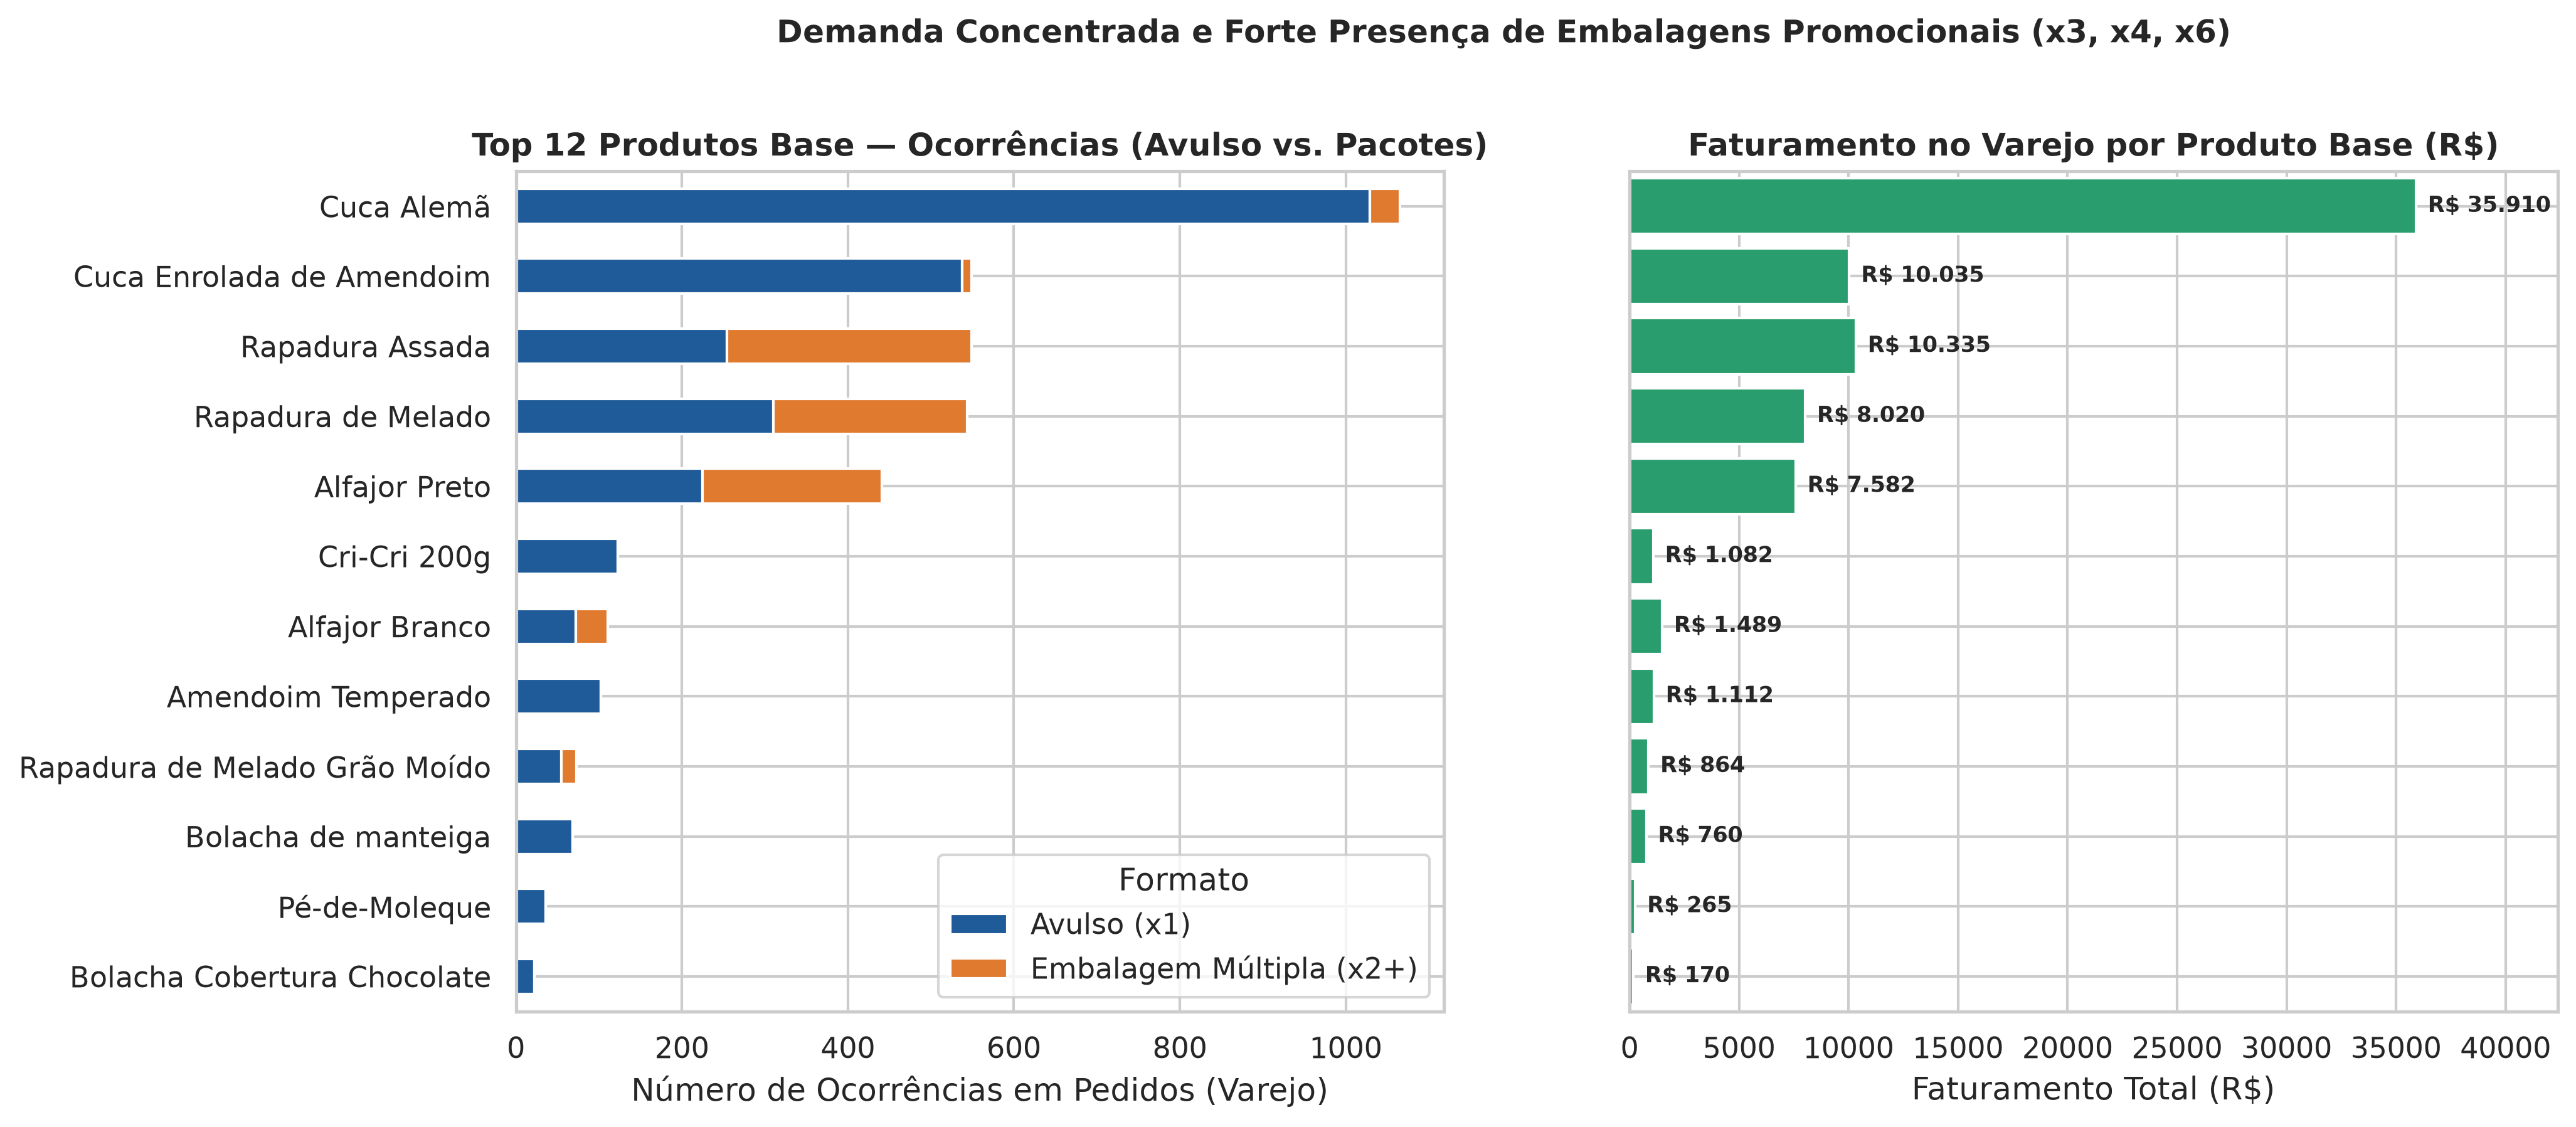 Demanda Concentrada e Forte Presença de Embalagens Promocionais (x3, x4, x6)
Top 12 Produtos Base — Ocorrências (Avulso vs. Pacotes)
Cuca Alemã
Cuca Enrolada de Amendoim
Rapadura Assada
Rapadura de Melado
Alfajor Preto
Cri-Cri 200g
Alfajor Branco
Amendoim Temperado
Rapadura de Melado Grão Moído
Bolacha de manteiga
Pé-de-Moleque
Bolacha Cobertura Chocolate
Formato
Avulso (x1)
Embalagem Múltipla (x2+)
0 200 400 600 800 1000
Número de Ocorrências em Pedidos (Varejo)
Faturamento no Varejo por Produto Base (R$)
R$ 35.910
R$ 10.035
R$ 10.335
R$ 8.020
R$ 7.582
R$ 1.082
R$ 1.489
R$ 1.112
R$ 864
R$ 760
R$ 265
R$ 170
0 5000 10000 15000 20000 25000 30000 35000 40000
Faturamento Total (R$)